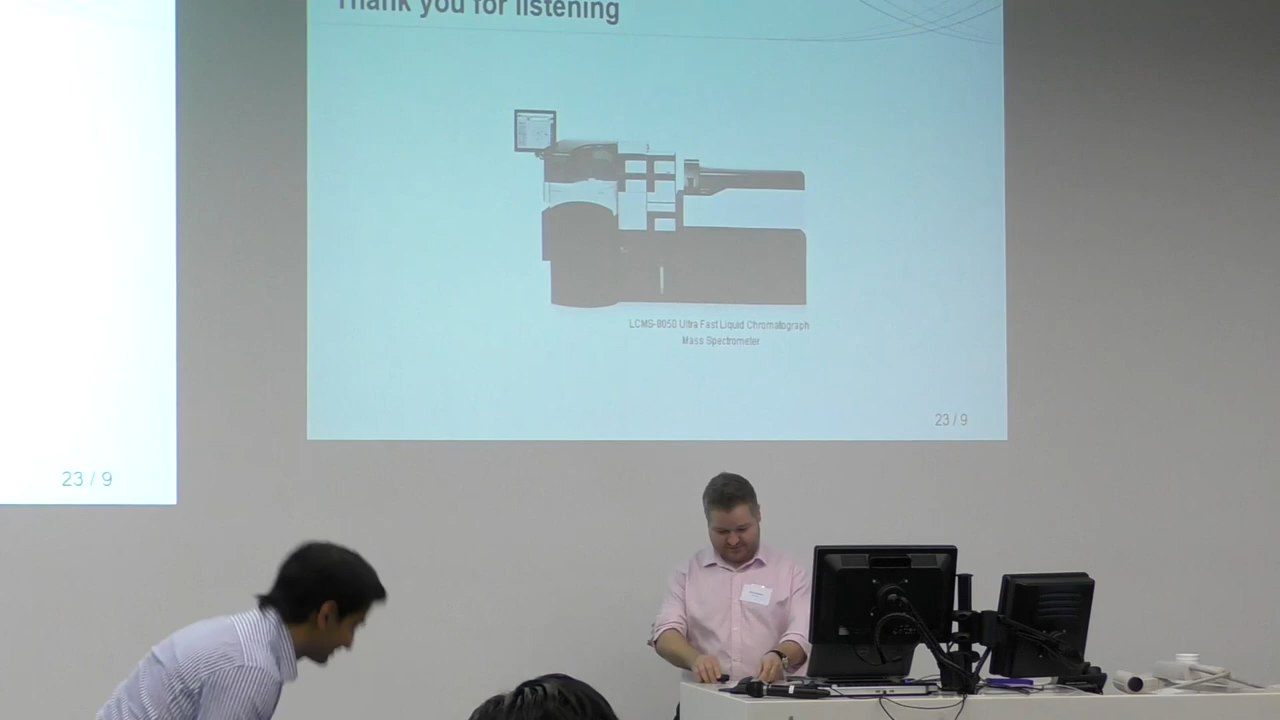 Thank you for listening
LCMS-8050 Ultra Fast Liquid Chromatograph
Mass Spectrometer
23 / 9
23 / 9